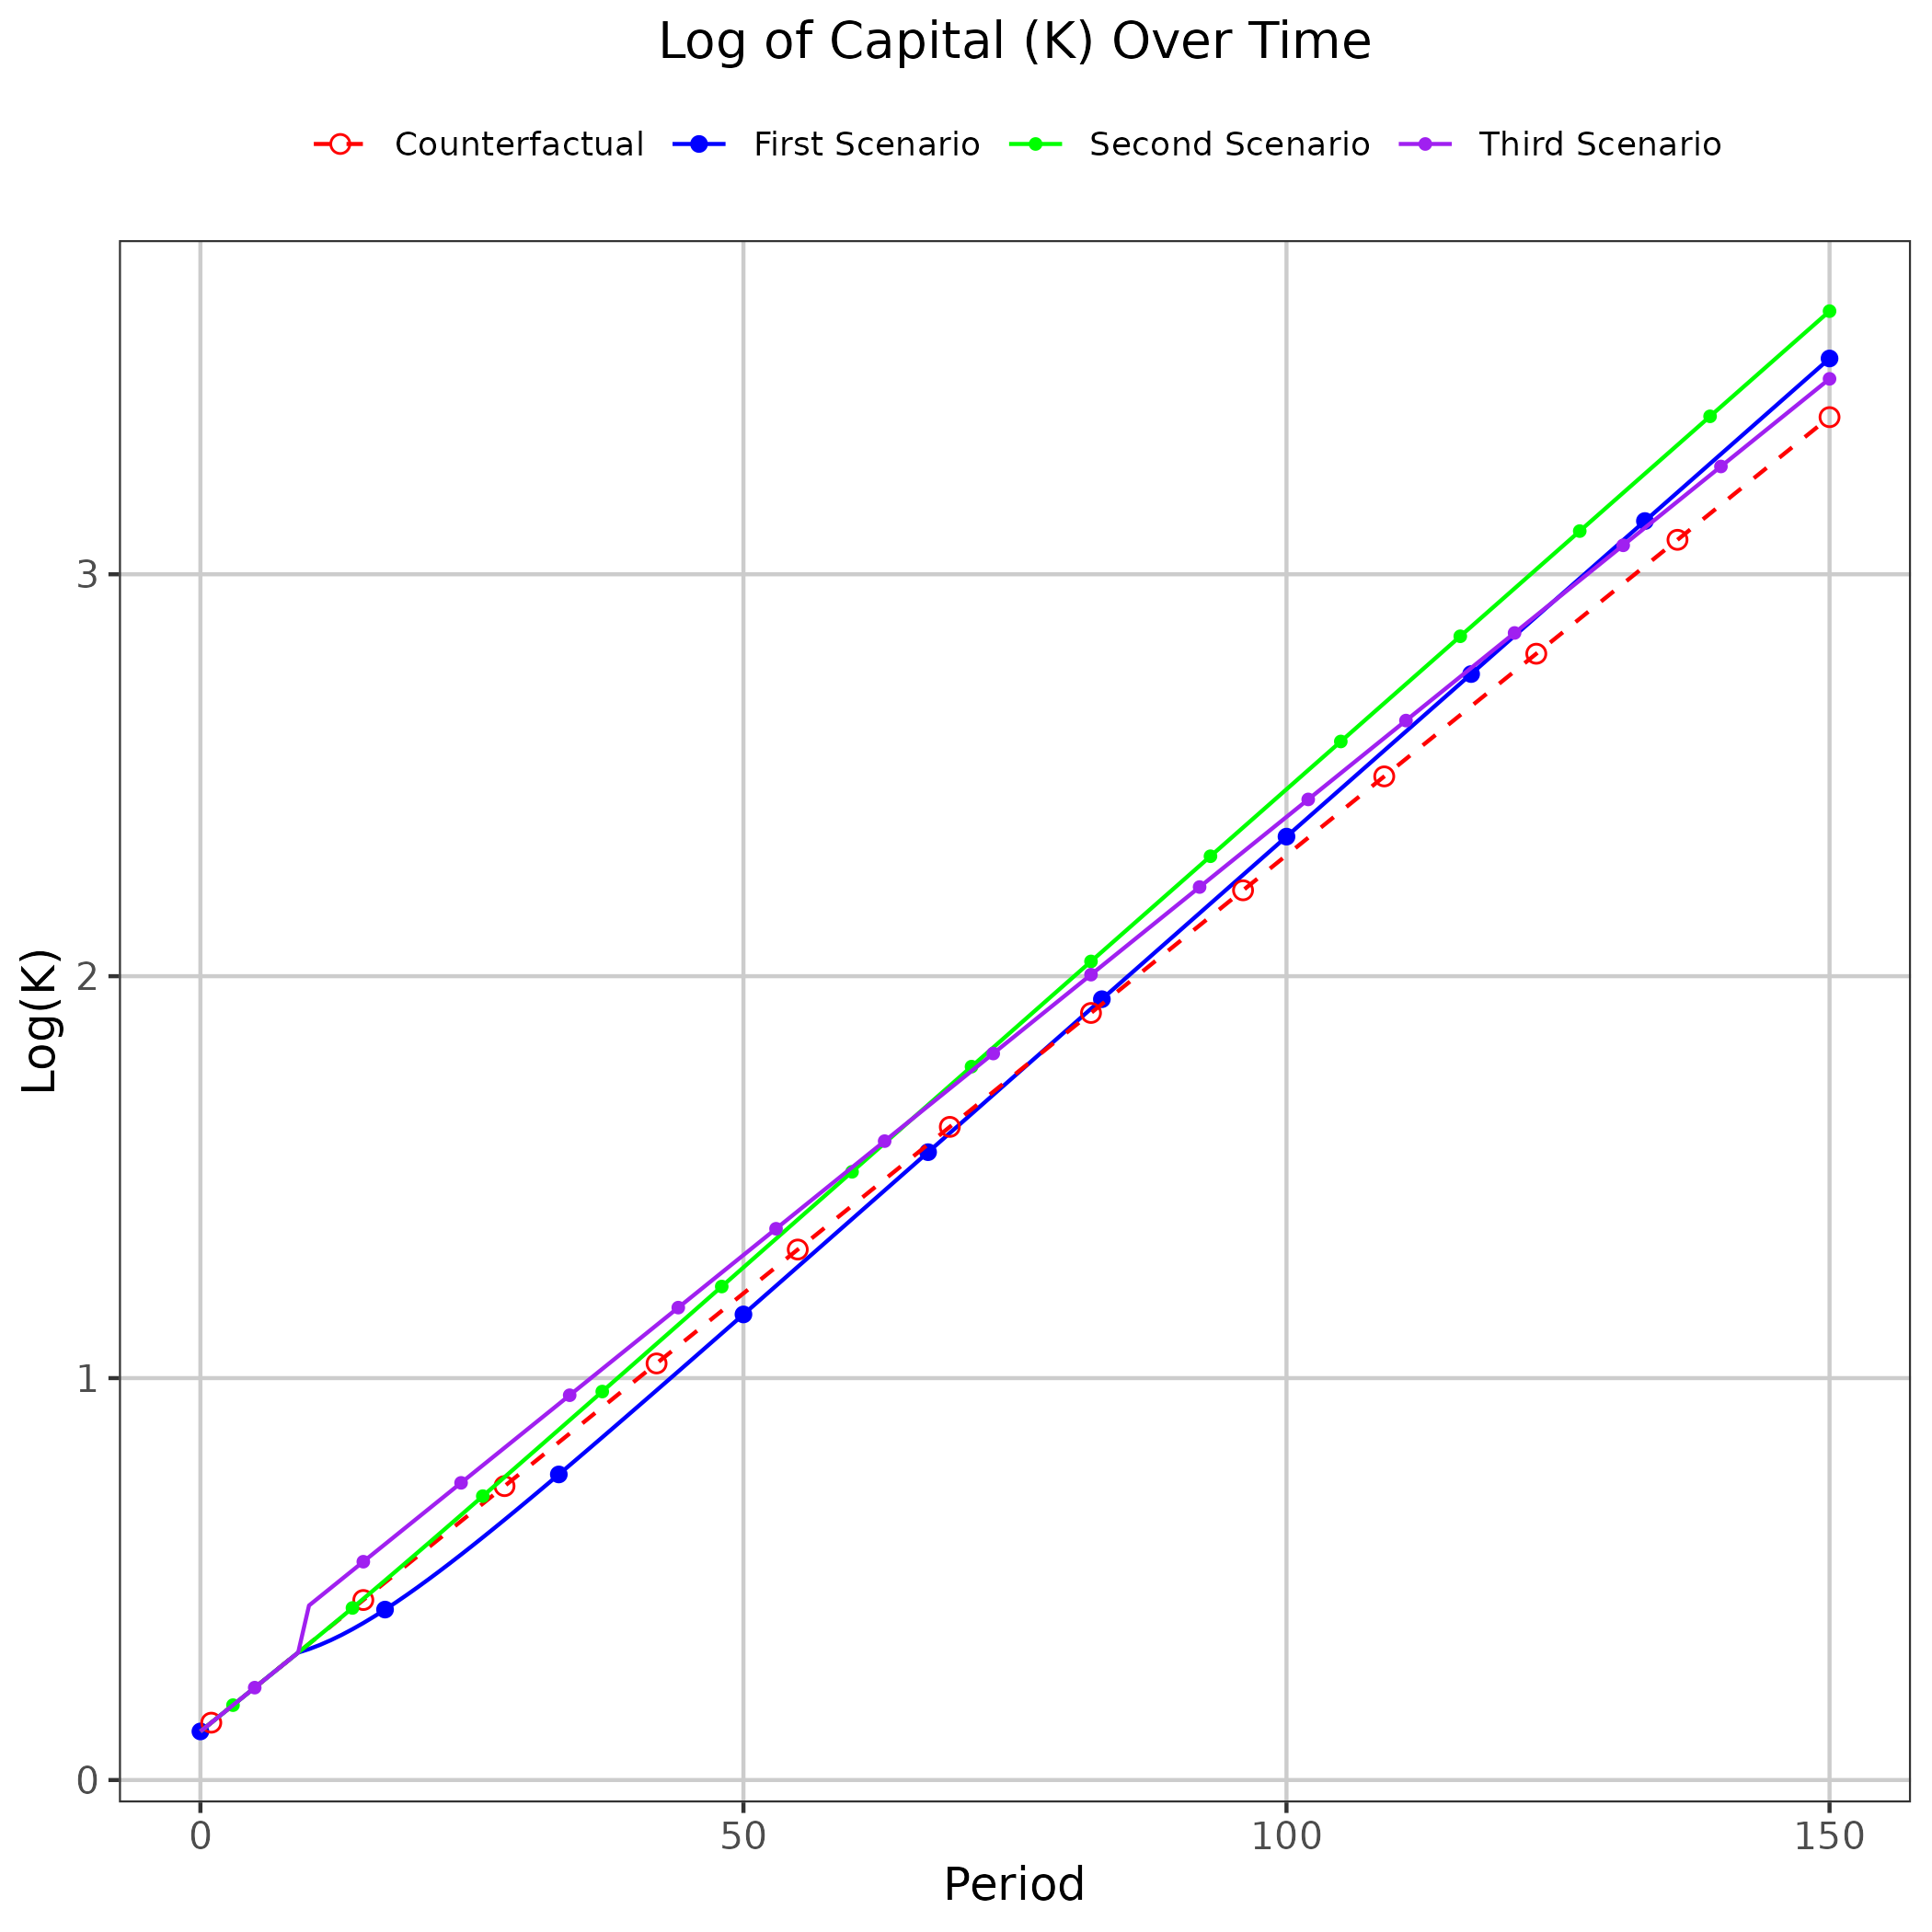 Log of Capital (K) Over Time
Counterfactual First Scenario Second Scenario Third Scenario
3
2
1
0
Log(K)
0 50 100 150
Period